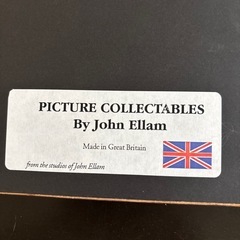 PICTURE COLLECTABLES
By John Ellam
Made in Great Britain
from the studios of John Ellam